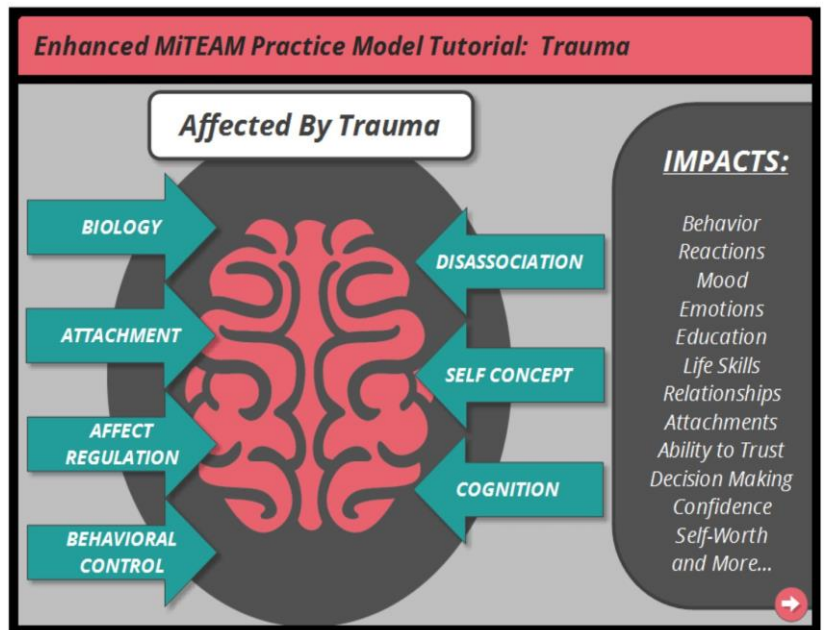 Enhanced MiTEAM Practice Model Tutorial: Trauma
Affected By Trauma
BIOLOGY
ATTACHMENT
AFFECT
REGULATION
BEHAVIORAL
CONTROL
DISASSOCIATION
SELF CONCEPT
COGNITION
IMPACTS:
Behavior
Reactions
Mood
Emotions
Education
Life Skills
Relationships
Attachments
Ability to Trust
Decision Making
Confidence
Self-Worth
and More...